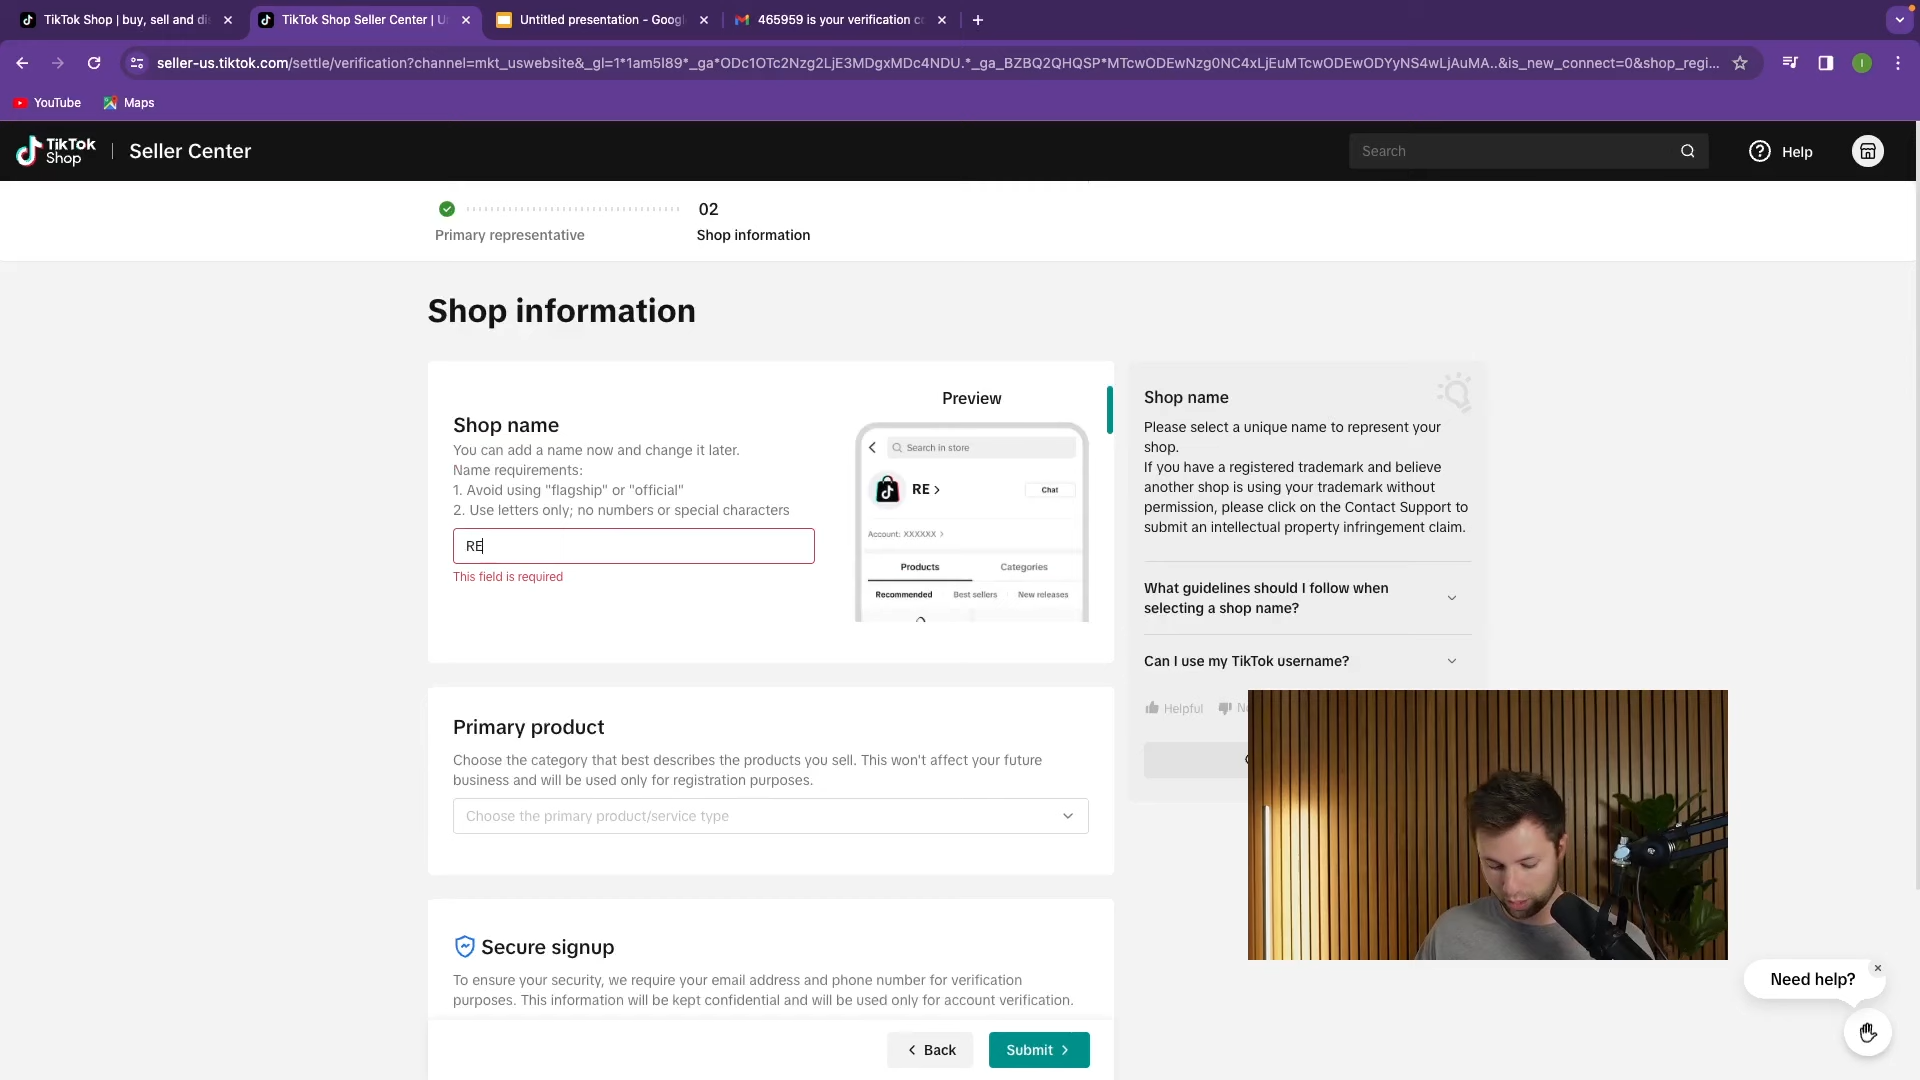 TikTok Shop | buy, sell and di
TikTok Shop Seller Center | U
Untitled presentation - Googl
465959 is your verification c
seller-us.tiktok.com/settle/verification?channel=mkt_uswebsite&_gl=1*1am5l89*_ga*ODc1OTc2Nzg2LjE3MDgxMDc4NDU.*_ga_BZBQ2QHQSP*MTcwODEwNzg0NC4xLjEuMTcwODEwODYyNS4wLjAuMA..&is_new_connect=0&shop_regi...
I
YouTube
Maps
TikTok
Shop
Seller Center
Search
Help
02
Primary representative
Shop information
Shop information
Shop name
You can add a name now and change it later.
Name requirements:
1. Avoid using "flagship" or "official"
2. Use letters only; no numbers or special characters
RE
This field is required
Preview
Search in store
RE
Chat
Account: XXXXXX
Products
Categories
Recommended
Best sellers
New releases
Shop name
Please select a unique name to represent your
shop.
If you have a registered trademark and believe
another shop is using your trademark without
permission, please click on the Contact Support to
submit an intellectual property infringement claim.
What guidelines should I follow when
selecting a shop name?
Can I use my TikTok username?
Helpful
Primary product
Choose the category that best describes the products you sell. This won't affect your future
business and will be used only for registration purposes.
Choose the primary product/service type
Secure signup
To ensure your security, we require your email address and phone number for verification
purposes. This information will be kept confidential and will be used only for account verification.
Back
Submit
Need help?